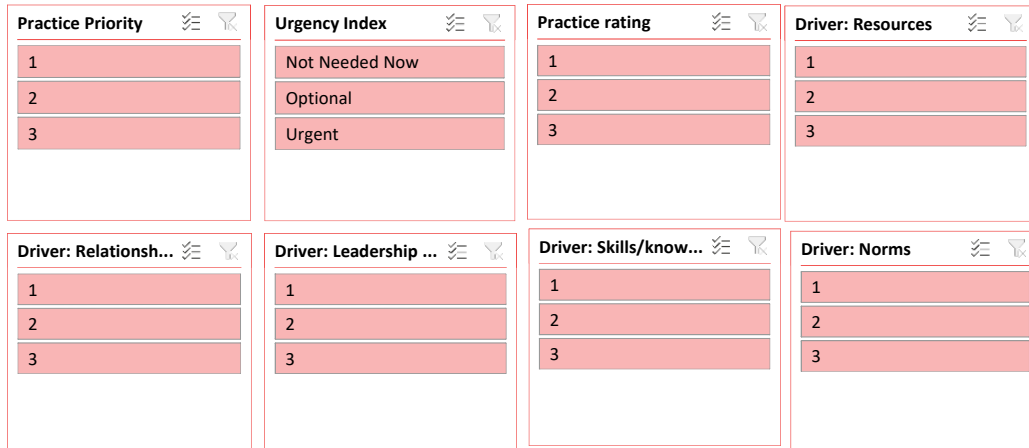 Practice Priority
1
2
3
Urgency Index
Not Needed Now
Optional
Urgent
Practice rating
1
2
3
Driver: Resources
1
2
3
Driver: Relationsh...
1
2
3
Driver: Leadership ...
1
2
3
Driver: Skills/know...
1
2
3
Driver: Norms
1
2
3